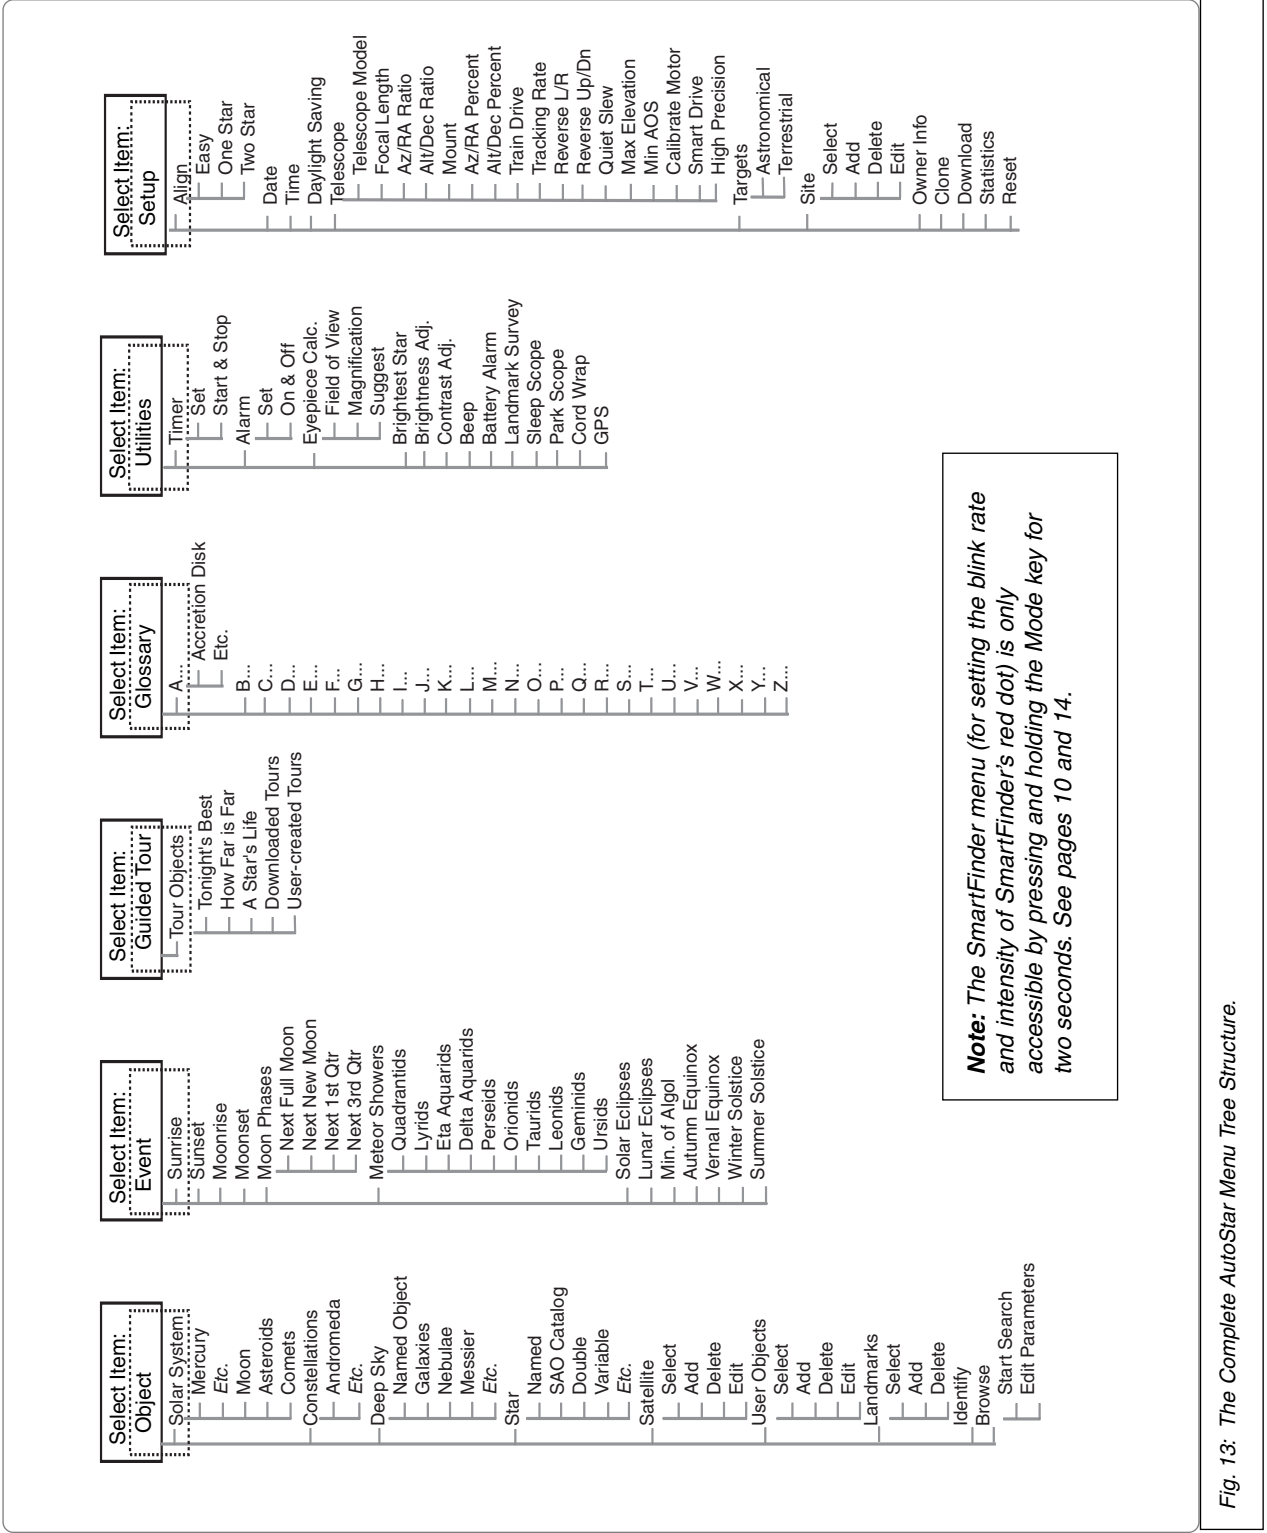 Select Item:
Object
Solar System
Mercury
Etc.
Moon
Asteroids
Comets
Constellations
Andromeda
Etc.
Deep Sky
Named Object
Galaxies
Nebulae
Messier
Etc.
Star
Named
SAO Catalog
Double
Variable
Etc.
Satellite
Select
Add
Delete
Edit
User Objects
Select
Add
Delete
Edit
Landmarks
Select
Add
Delete
Identify
Browse
Start Search
Edit Parameters
Select Item:
Event
Sunrise
Sunset
Moonrise
Moonset
Moon Phases
Next Full Moon
Next New Moon
Next 1st Qtr
Next 3rd Qtr
Meteor Showers
Quadrantids
Lyrids
Eta Aquarids
Delta Aquarids
Perseids
Orionids
Taurids
Leonids
Geminids
Ursids
Solar Eclipses
Lunar Eclipses
Min. of Algol
Autumn Equinox
Vernal Equinox
Winter Solstice
Summer Solstice
Select Item:
Guided Tour
Tour Objects
Tonight's Best
How Far is Far
A Star's Life
Downloaded Tours
User-created Tours
Select Item:
Glossary
A...
Accretion Disk
Etc.
B...
C...
D...
E...
F...
G...
H...
I...
J...
K...
L...
M...
N...
O...
P...
Q...
R...
S...
T...
U...
V...
W...
X...
Y...
Z...
Select Item:
Utilities
Timer
Set
Start & Stop
Alarm
Set
On & Off
Eyepiece Calc.
Field of View
Magnification
Suggest
Brightest Star
Brightness Adj.
Contrast Adj.
Beep
Battery Alarm
Landmark Survey
Sleep Scope
Park Scope
Cord Wrap
GPS
Select Item:
Setup
Align
Easy
One Star
Two Star
Date
Time
Daylight Saving
Telescope
Telescope Model
Focal Length
Az/RA Ratio
Alt/Dec Ratio
Mount
Az/RA Percent
Alt/Dec Percent
Train Drive
Tracking Rate
Reverse L/R
Reverse Up/Dn
Quiet Slew
Max Elevation
Min AOS
Calibrate Motor
Smart Drive
High Precision
Targets
Astronomical
Terrestrial
Site
Select
Add
Delete
Edit
Owner Info
Clone
Download
Statistics
Reset
Note: The SmartFinder menu (for setting the blink rate
and intensity of SmartFinder's red dot) is only
accessible by pressing and holding the Mode key for
two seconds. See pages 10 and 14.
Fig. 13: The Complete AutoStar Menu Tree Structure.